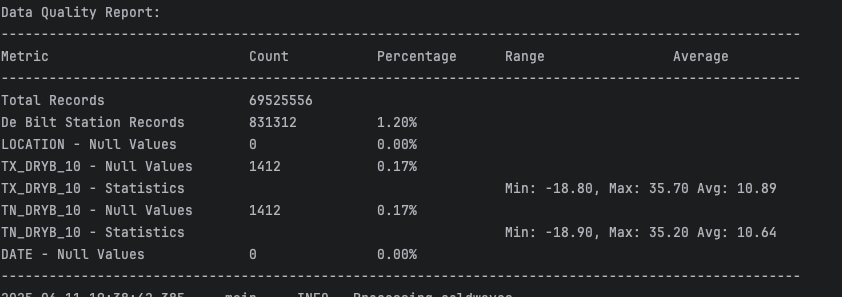 Data Quality Report:
----------------------------------------------------------------------------------------------------
Metric                         Count           Percentage      Range                Average
----------------------------------------------------------------------------------------------------
Total Records                  69525556
De Bilt Station Records        831312          1.20%
LOCATION - Null Values         0               0.00%
TX_DRYB_10 - Null Values       1412            0.17%
TX_DRYB_10 - Statistics                                        Min: -18.80, Max: 35.70 Avg: 10.89
TN_DRYB_10 - Null Values       1412            0.17%
TN_DRYB_10 - Statistics                                        Min: -18.90, Max: 35.20 Avg: 10.64
DATE - Null Values             0               0.00%
----------------------------------------------------------------------------------------------------
INFO - Processing